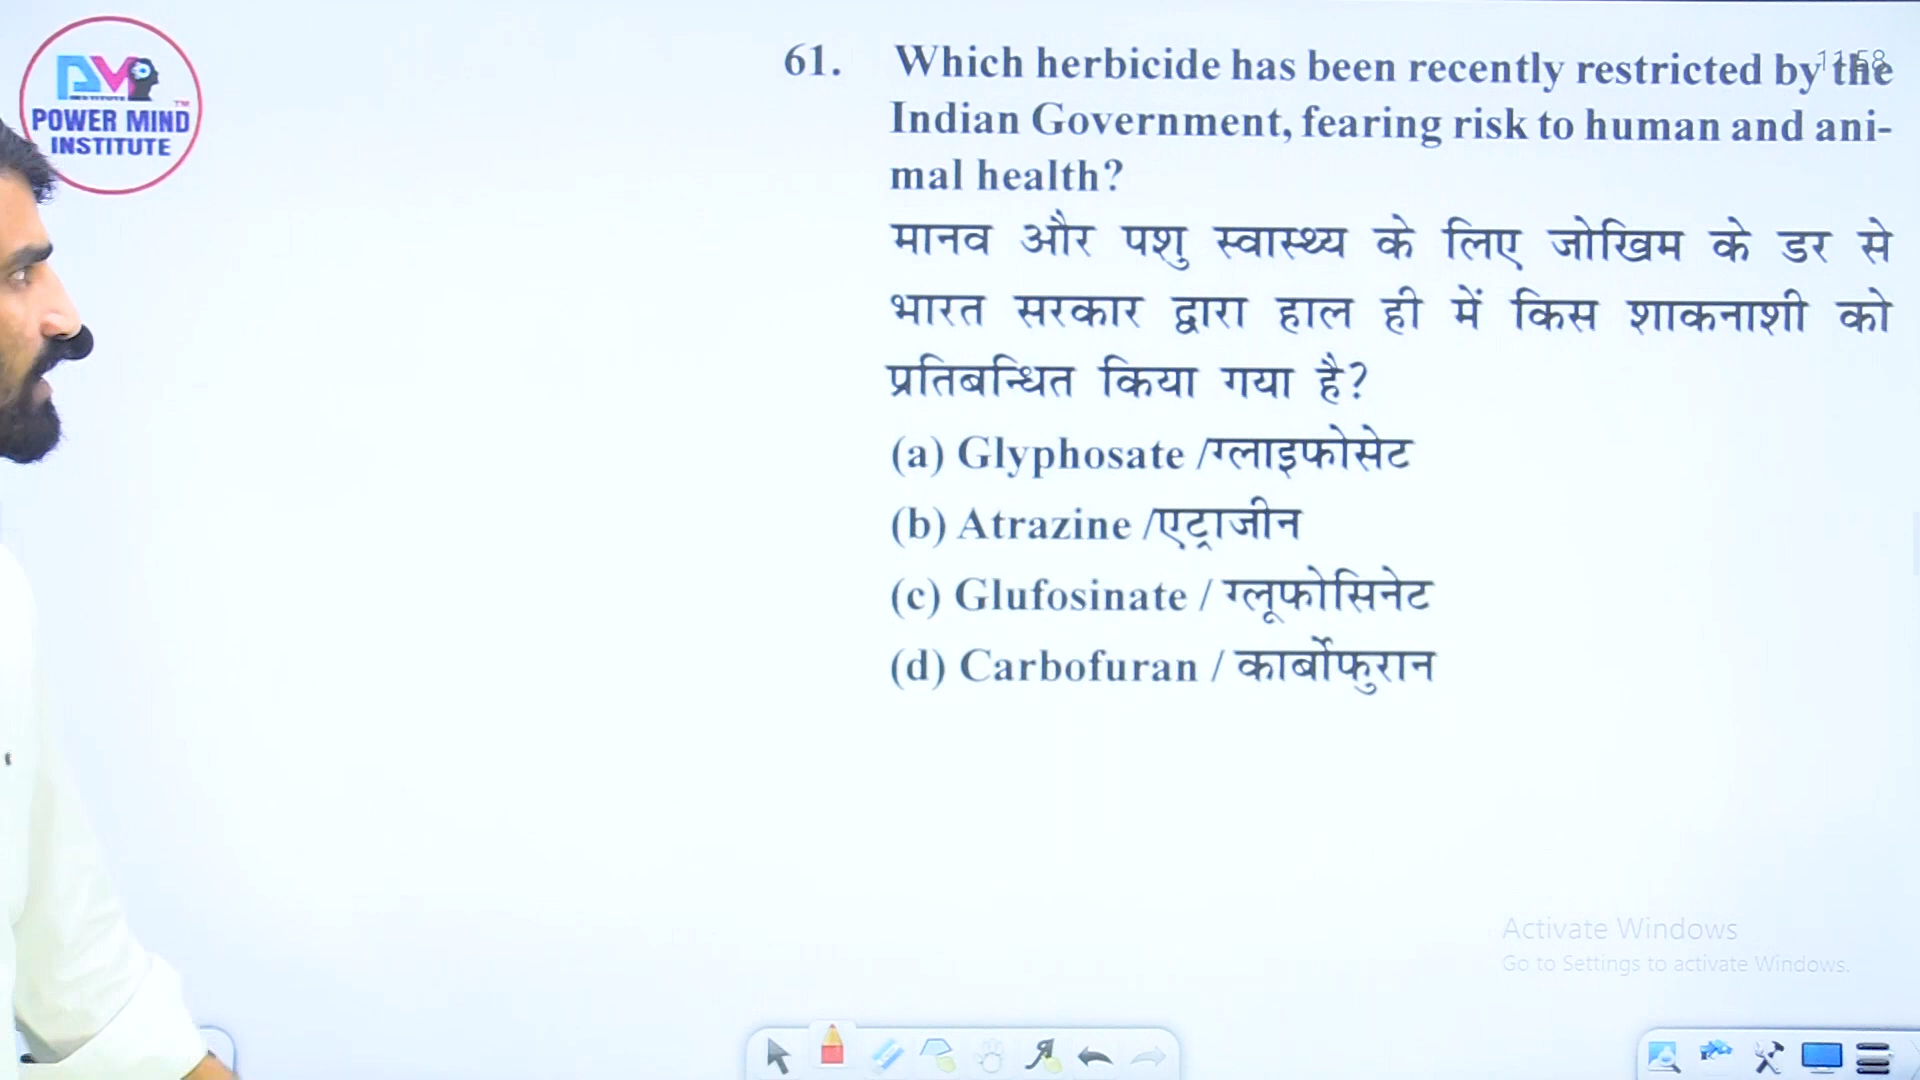 POWER MIND
INSTITUTE
11:58
61. Which herbicide has been recently restricted by the
Indian Government, fearing risk to human and ani-
mal health?
मानव और पशु स्वास्थ्य के लिए जोखिम के डर से
भारत सरकार द्वारा हाल ही में किस शाकनाशी को
प्रतिबन्धित किया गया है?
(a) Glyphosate /ग्लाइफोसेट
(b) Atrazine /एट्राजीन
(c) Glufosinate / ग्लूफोसिनेट
(d) Carbofuran / कार्बोफुरान
Activate Windows
Go to Settings to activate Windows.